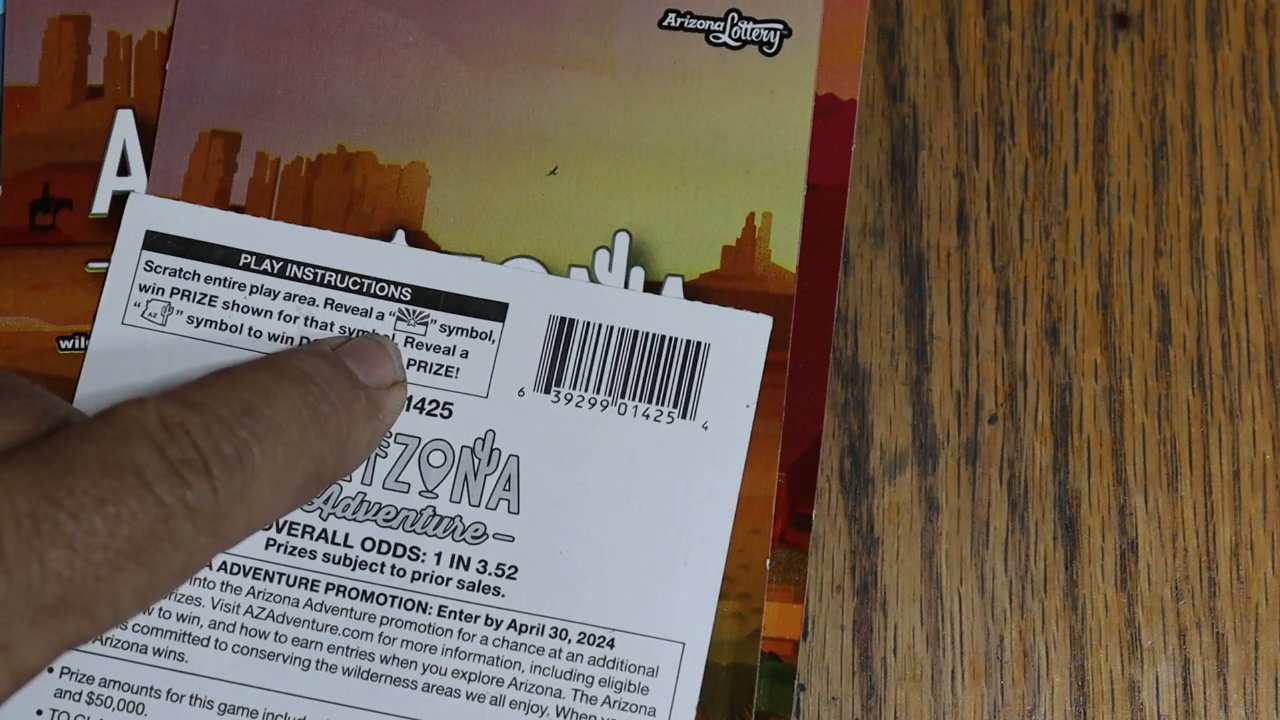 Arizona Lottery
A
wil
PLAY INSTRUCTIONS
Scratch entire play area. Reveal a "" symbol,
win PRIZE shown for that symbol. Reveal a
"AZ" symbol to win PRIZE!
1425
6 39299 01425 4
ARIZONA
Adventure
OVERALL ODDS: 1 IN 3.52
Prizes subject to prior sales.
A ADVENTURE PROMOTION: Enter by April 30, 2024
into the Arizona Adventure promotion for a chance at an additional
rizes. Visit AZAdventure.com for more information, including eligible
w to win, and how to earn entries when you explore Arizona. The Arizona
is committed to conserving the wilderness areas we all enjoy. When
Arizona wins.
• Prize amounts for this game
and $50,000.